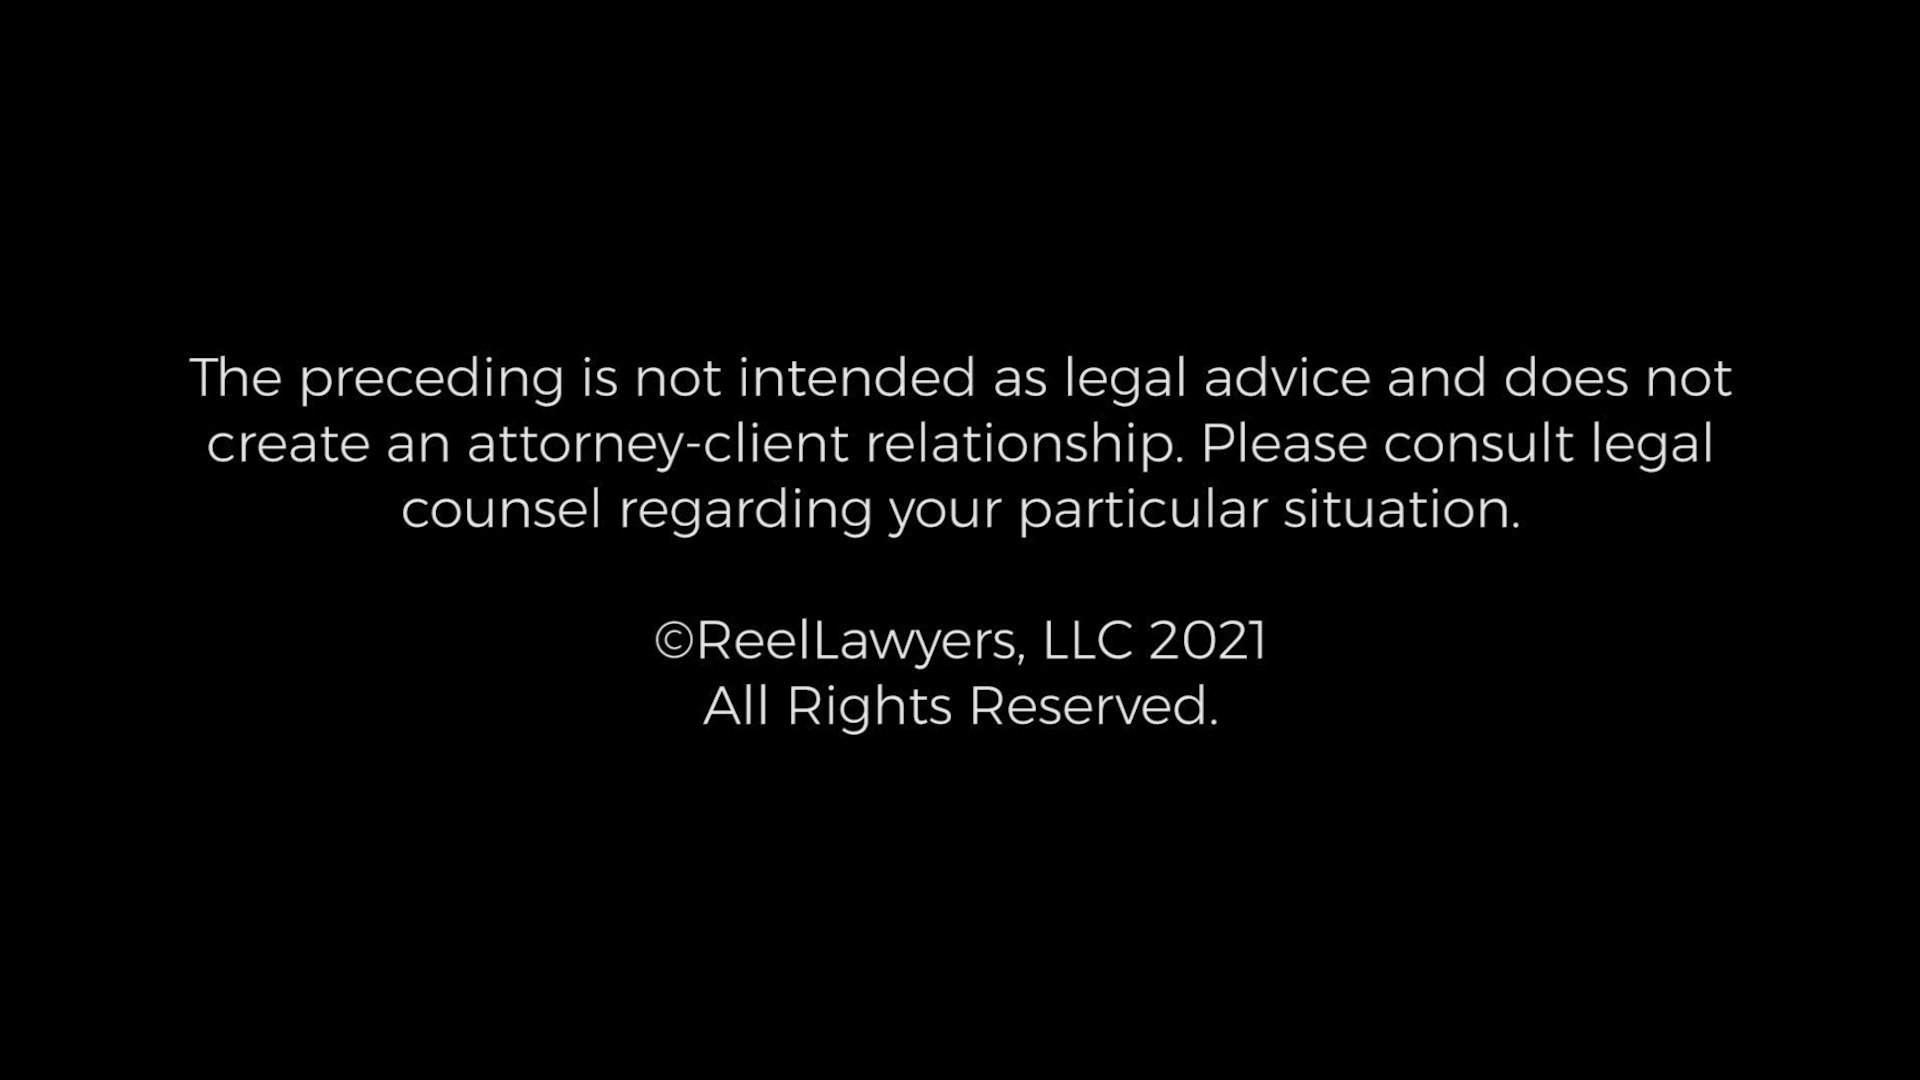 The preceding is not intended as legal advice and does not
create an attorney-client relationship. Please consult legal
counsel regarding your particular situation.
©ReelLawyers, LLC 2021
All Rights Reserved.